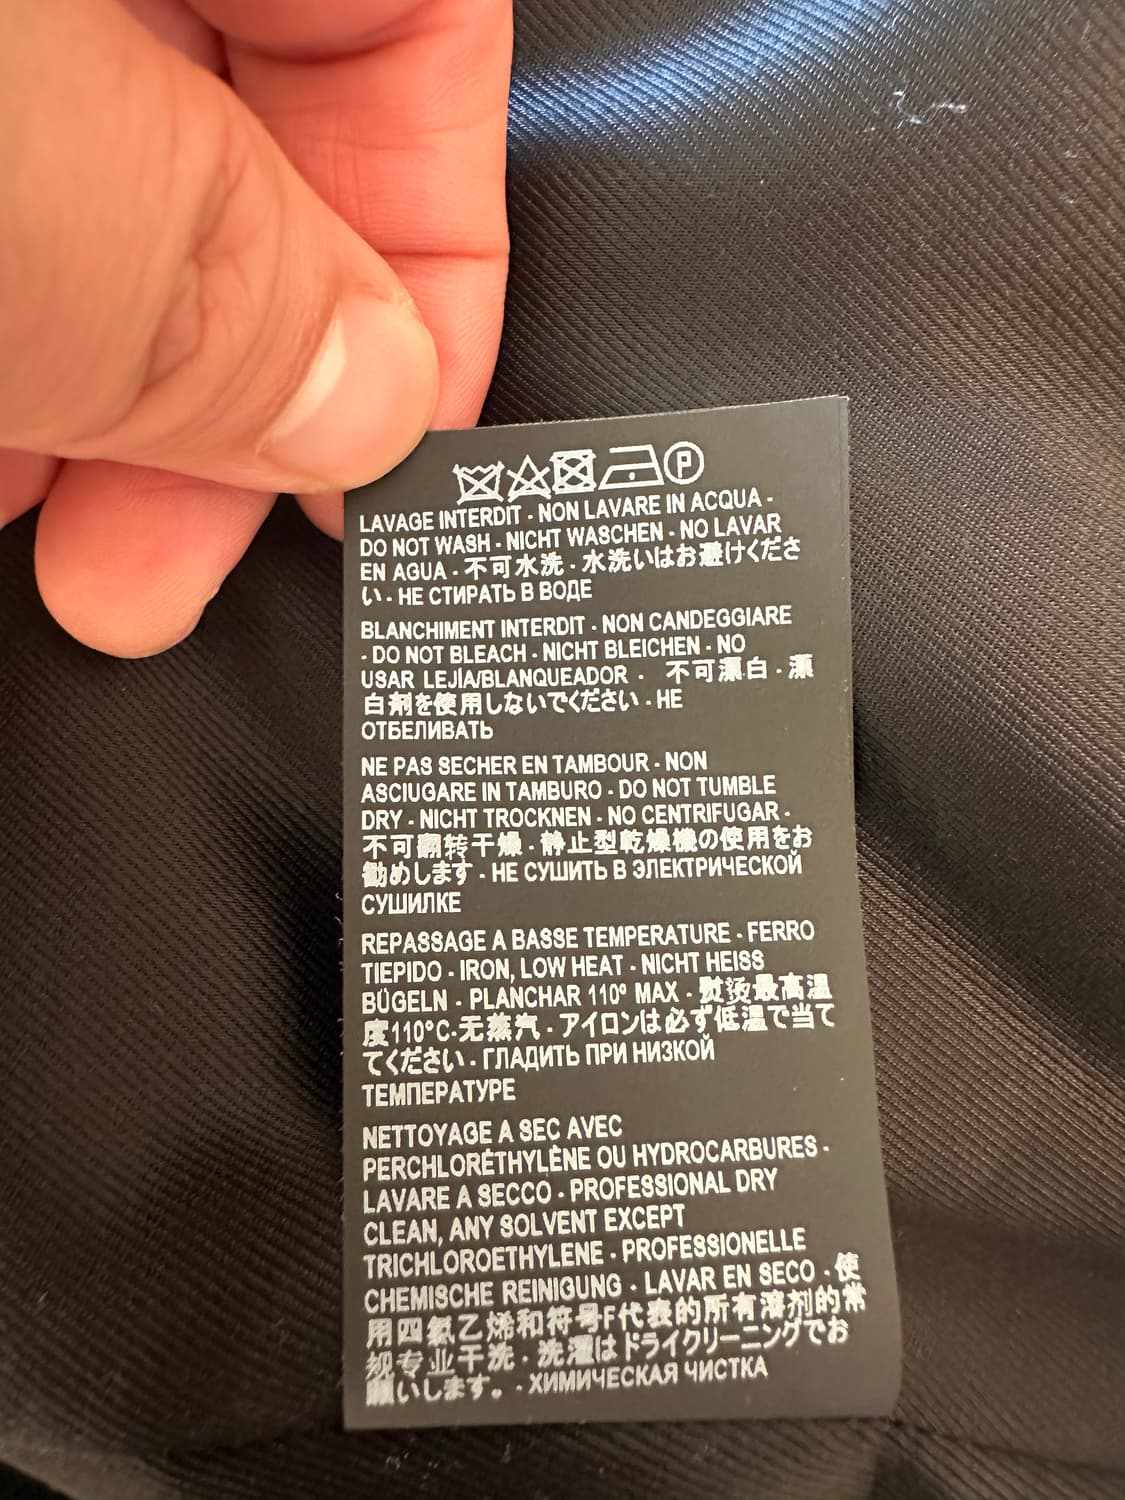 P
LAVAGE INTERDIT - NON LAVARE IN ACQUA -
DO NOT WASH - NICHT WASCHEN - NO LAVAR
EN AGUA - 不可水洗 - 水洗いはお避けくださ
い - НЕ СТИРАТЬ В ВОДЕ
BLANCHIMENT INTERDIT - NON CANDEGGIARE
- DO NOT BLEACH - NICHT BLEICHEN - NO
USAR LEJÍA/BLANQUEADOR - 不可漂白 - 漂
白剤を使用しないでください - НЕ
ОТБЕЛИВАТЬ
NE PAS SECHER EN TAMBOUR - NON
ASCIUGARE IN TAMBURO - DO NOT TUMBLE
DRY - NICHT TROCKNEN - NO CENTRIFUGAR -
不可翻转干燥 - 静止型乾燥機の使用をお
勧めします - НЕ СУШИТЬ В ЭЛЕКТРИЧЕСКОЙ
СУШИЛКЕ
REPASSAGE A BASSE TEMPERATURE - FERRO
TIEPIDO - IRON, LOW HEAT - NICHT HEISS
BÜGELN - PLANCHAR 110° MAX - 熨烫最高温
度110°C-无蒸汽 - アイロンは必ず低温で当て
てください - ГЛАДИТЬ ПРИ НИЗКОЙ
ТЕМПЕРАТУРЕ
NETTOYAGE A SEC AVEC
PERCHLORÉTHYLÈNE OU HYDROCARBURES -
LAVARE A SECCO - PROFESSIONAL DRY
CLEAN, ANY SOLVENT EXCEPT
TRICHLOROETHYLENE - PROFESSIONELLE
CHEMISCHE REINIGUNG - LAVAR EN SECO - 使
用四氯乙烯和符号F代表的所有溶剂的常
规专业干洗 - 洗濯はドライクリーニングでお
願いします。 - ХИМИЧЕСКАЯ ЧИСТКА